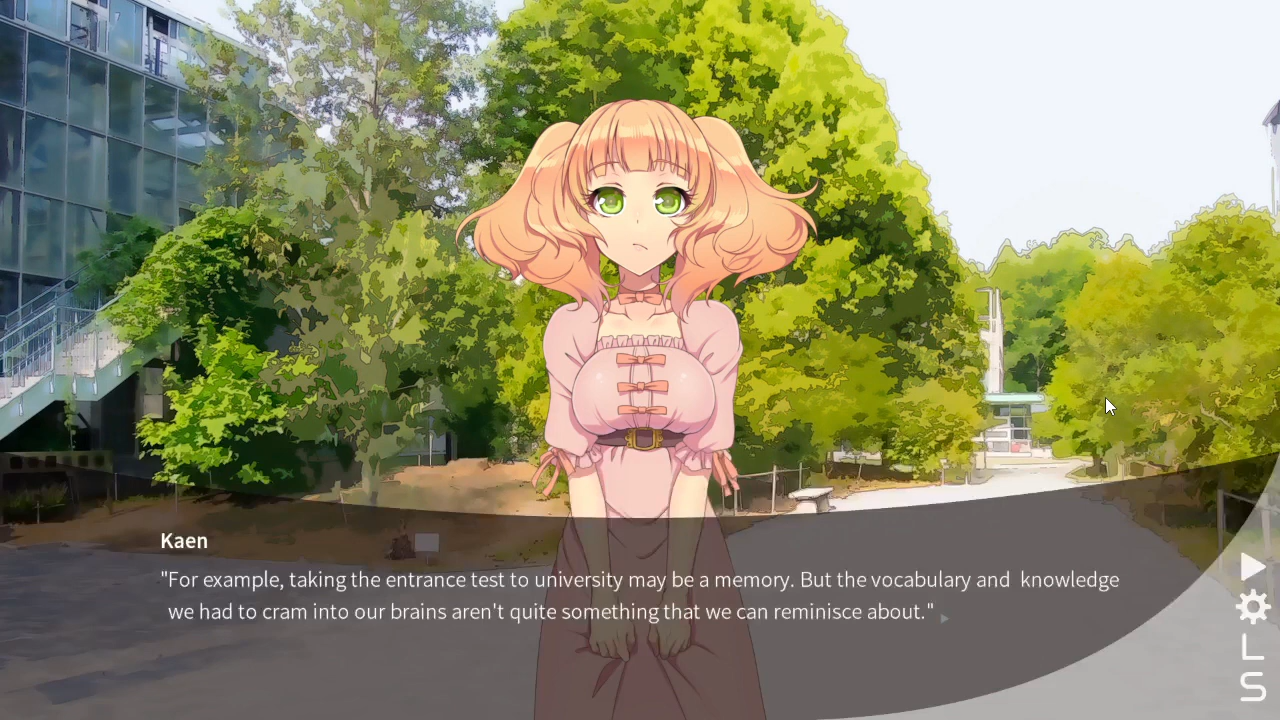 Kaen
"For example, taking the entrance test to university may be a memory. But the vocabulary and  knowledge
we had to cram into our brains aren't quite something that we can reminisce about."
L
S